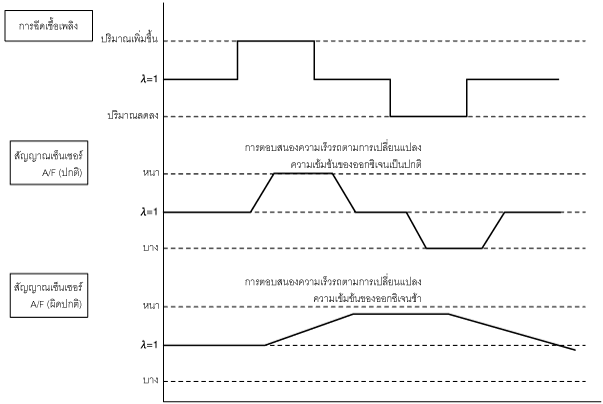 การฉีดเชื้อเพลิง
ปริมาณเพิ่มขึ้น
λ=1
ปริมาณลดลง
สัญญาณเซ็นเซอร์
A/F (ปกติ)
การตอบสนองความเร็วรถตามการเปลี่ยนแปลง
ความเข้มข้นของออกซิเจนเป็นปกติ
หนา
λ=1
บาง
สัญญาณเซ็นเซอร์
A/F (ผิดปกติ)
การตอบสนองความเร็วรถตามการเปลี่ยนแปลง
ความเข้มข้นของออกซิเจนช้า
หนา
λ=1
บาง